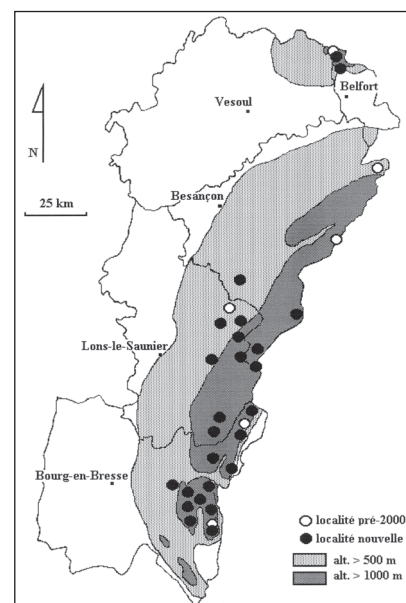 Belfort
Vesoul
N
Besançon
25 km
Lons-le-Saunier
Bourg-en-Bresse
localité pré-2000
localité nouvelle
alt. > 500 m
alt. > 1000 m